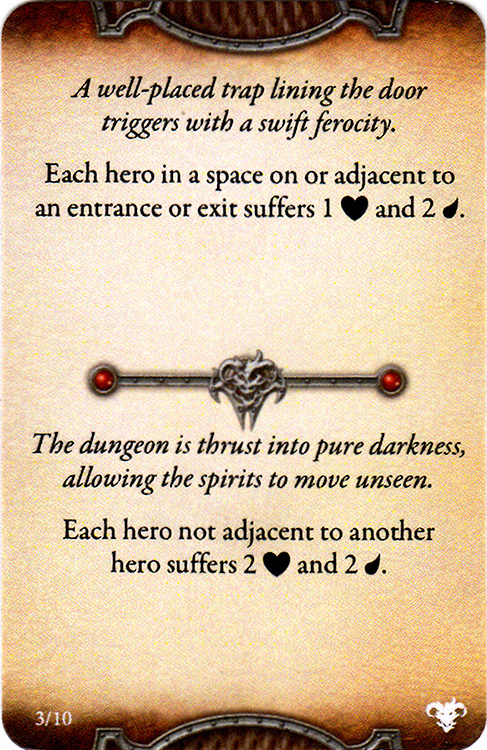 A well-placed trap lining the door
triggers with a swift ferocity.
Each hero in a space on or adjacent to
an entrance or exit suffers 1 ♥ and 2 .
The dungeon is thrust into pure darkness,
allowing the spirits to move unseen.
Each hero not adjacent to another
hero suffers 2 ♥ and 2 .
3/10